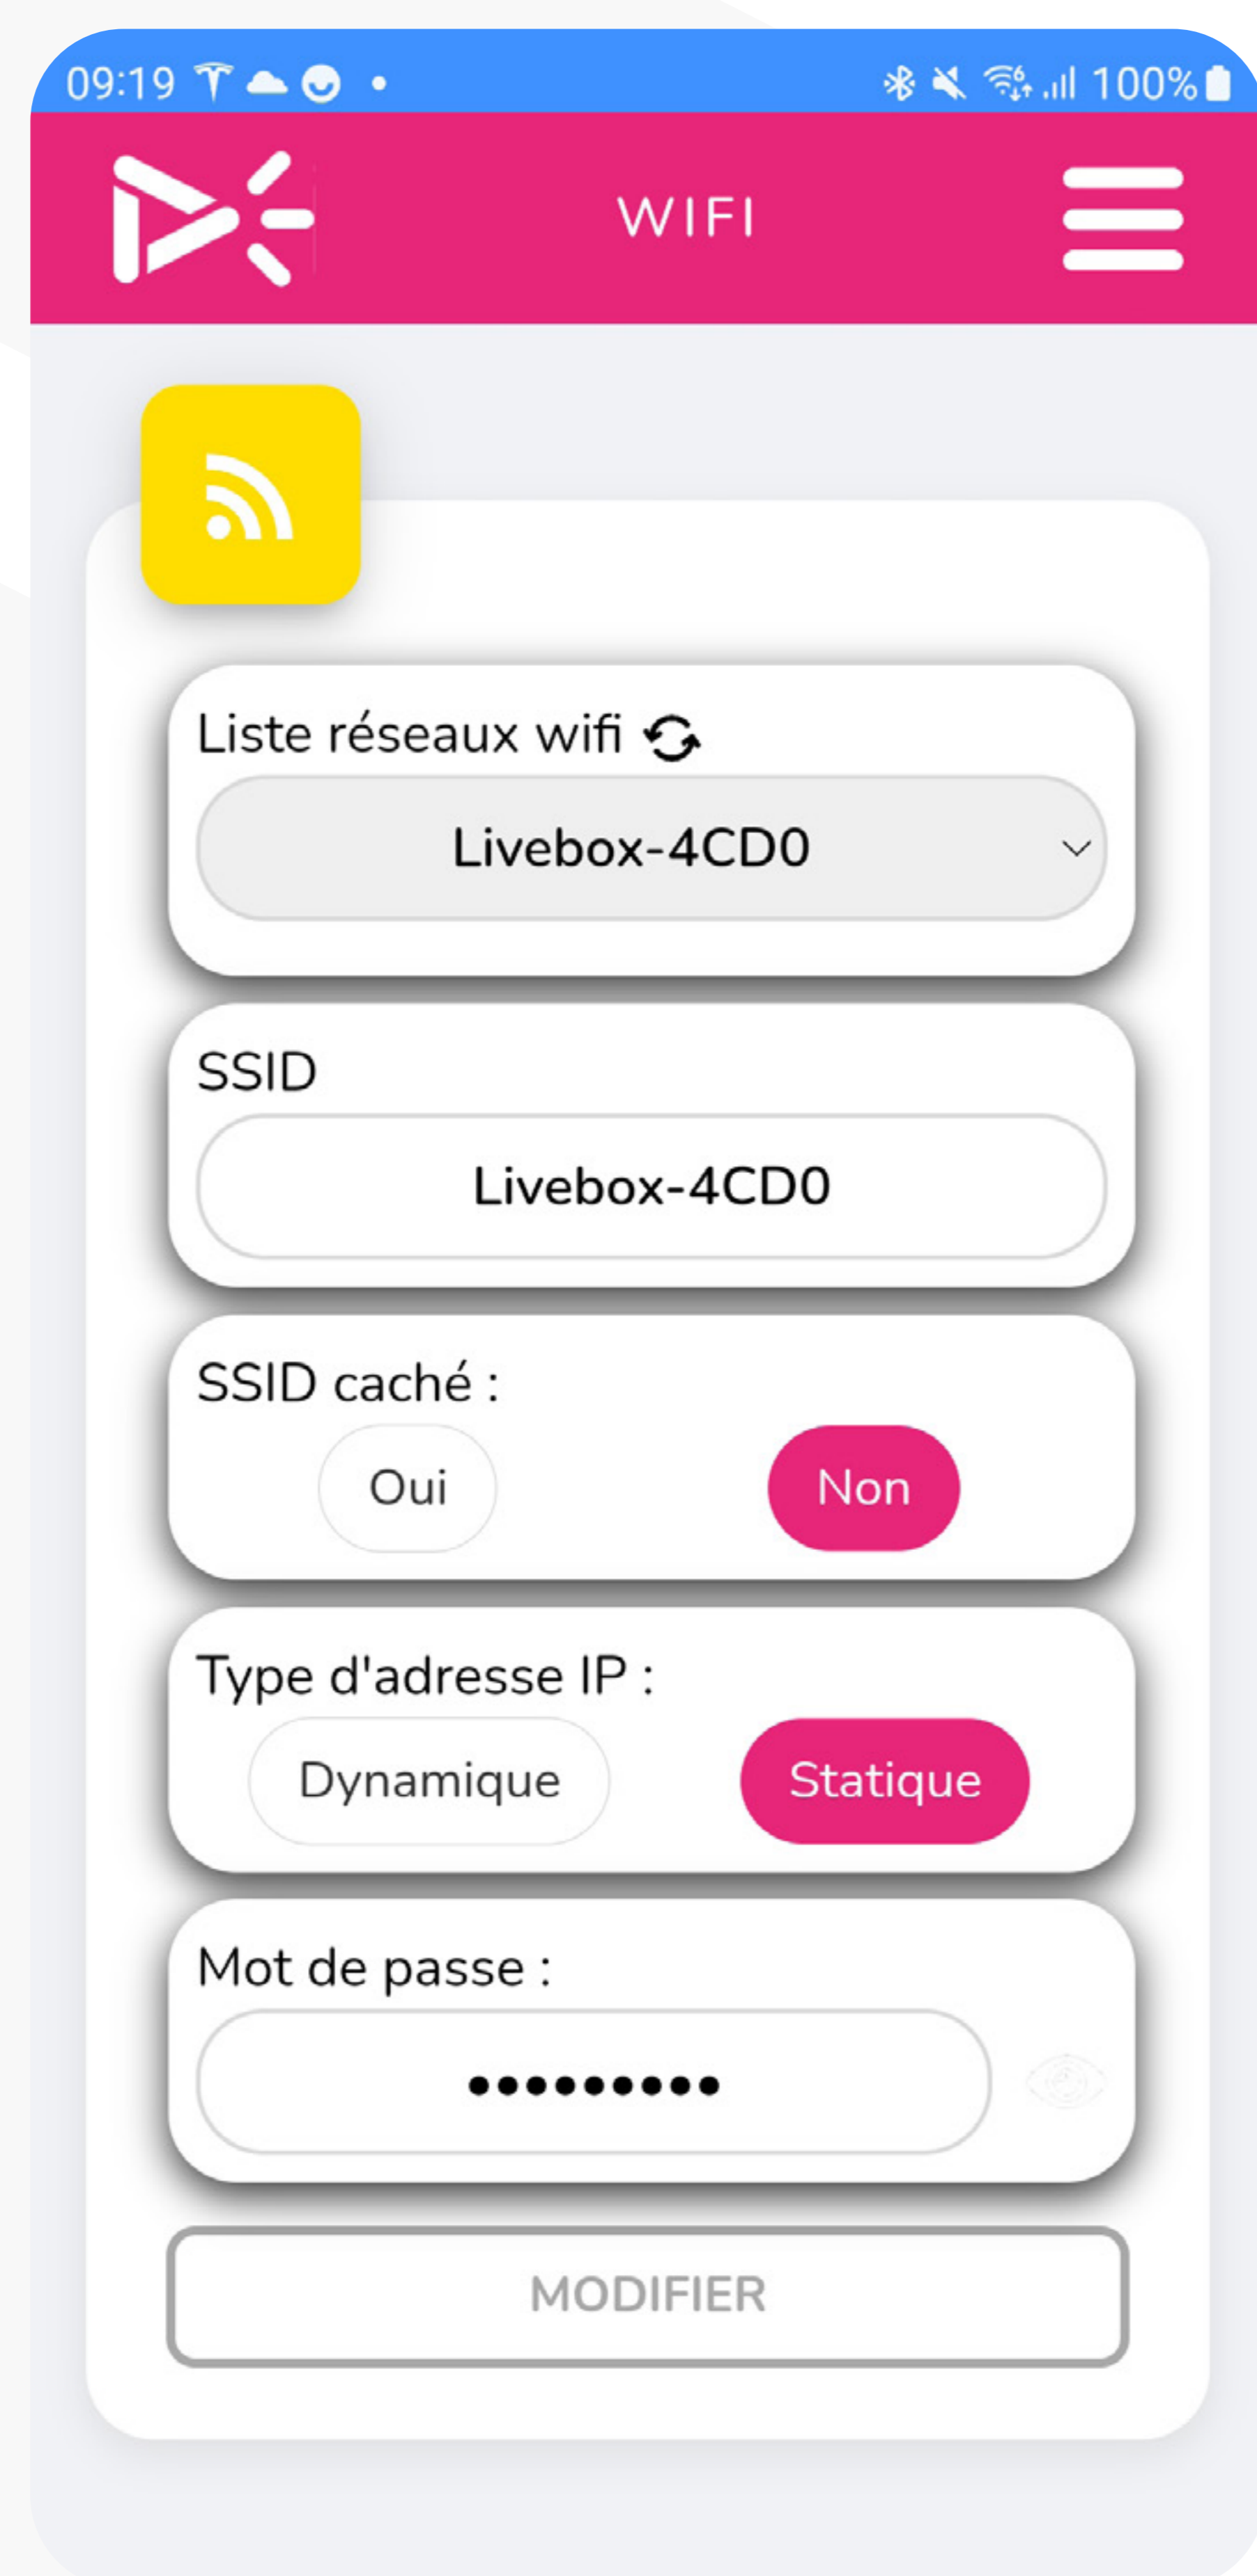 09:19 100%
WIFI
Liste réseaux wifi
Livebox-4CD0
SSID
Livebox-4CD0
SSID caché :
Oui Non
Type d'adresse IP :
Dynamique Statique
Mot de passe :
•••••••••
MODIFIER